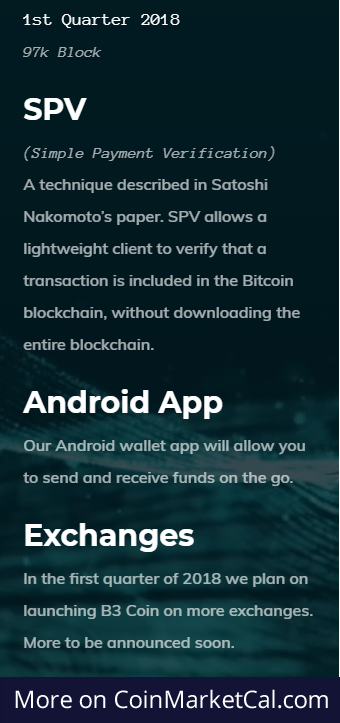 1st Quarter 2018
97k Block
SPV
(Simple Payment Verification)
A technique described in Satoshi
Nakomoto's paper. SPV allows a
lightweight client to verify that a
transaction is included in the Bitcoin
blockchain, without downloading the
entire blockchain.
Android App
Our Android wallet app will allow you
to send and receive funds on the go.
Exchanges
In the first quarter of 2018 we plan on
launching B3 Coin on more exchanges.
More to be announced soon.
More on CoinMarketCal.com